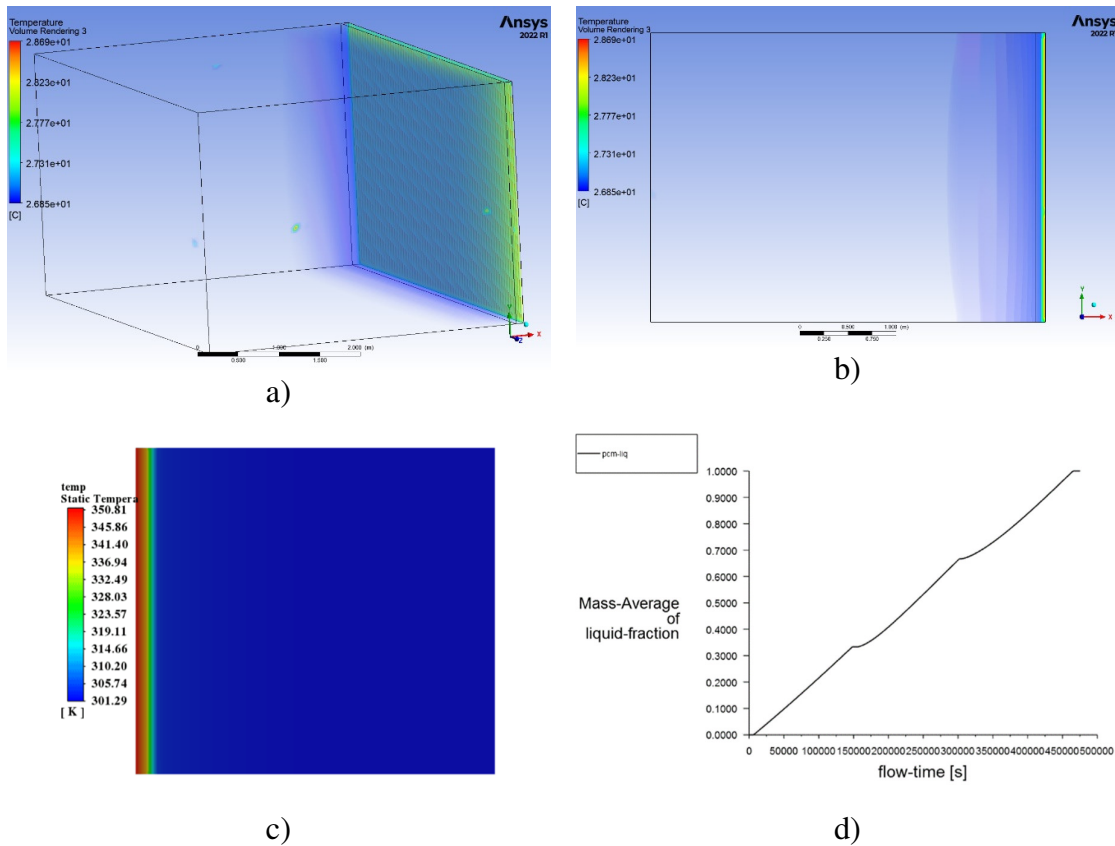 Temperature
Volume Rendering 3
2.869e+01
2.823e+01
2.777e+01
2.731e+01
2.685e+01
[C]
Ansys
2022 R1
Y
X
Z
0
1.000
2.000 (m)
0.500
1.500
a)
Temperature
Volume Rendering 3
2.869e+01
2.823e+01
2.777e+01
2.731e+01
2.685e+01
[C]
Ansys
2022 R1
Y
X
0
0.500
1.000 (m)
0.250
0.750
b)
temp
Static Tempera
350.81
345.86
341.40
336.94
332.49
328.03
323.57
319.11
314.66
310.20
305.74
301.29
[ K ]
c)
pcm-liq
1.0000
0.9000
0.8000
0.7000
0.6000
0.5000
0.4000
0.3000
0.2000
0.1000
0.0000
Mass-Average
of
liquid-fraction
0 50000 100000 150000 200000 250000 300000 350000 400000 450000 500000
flow-time [s]
d)